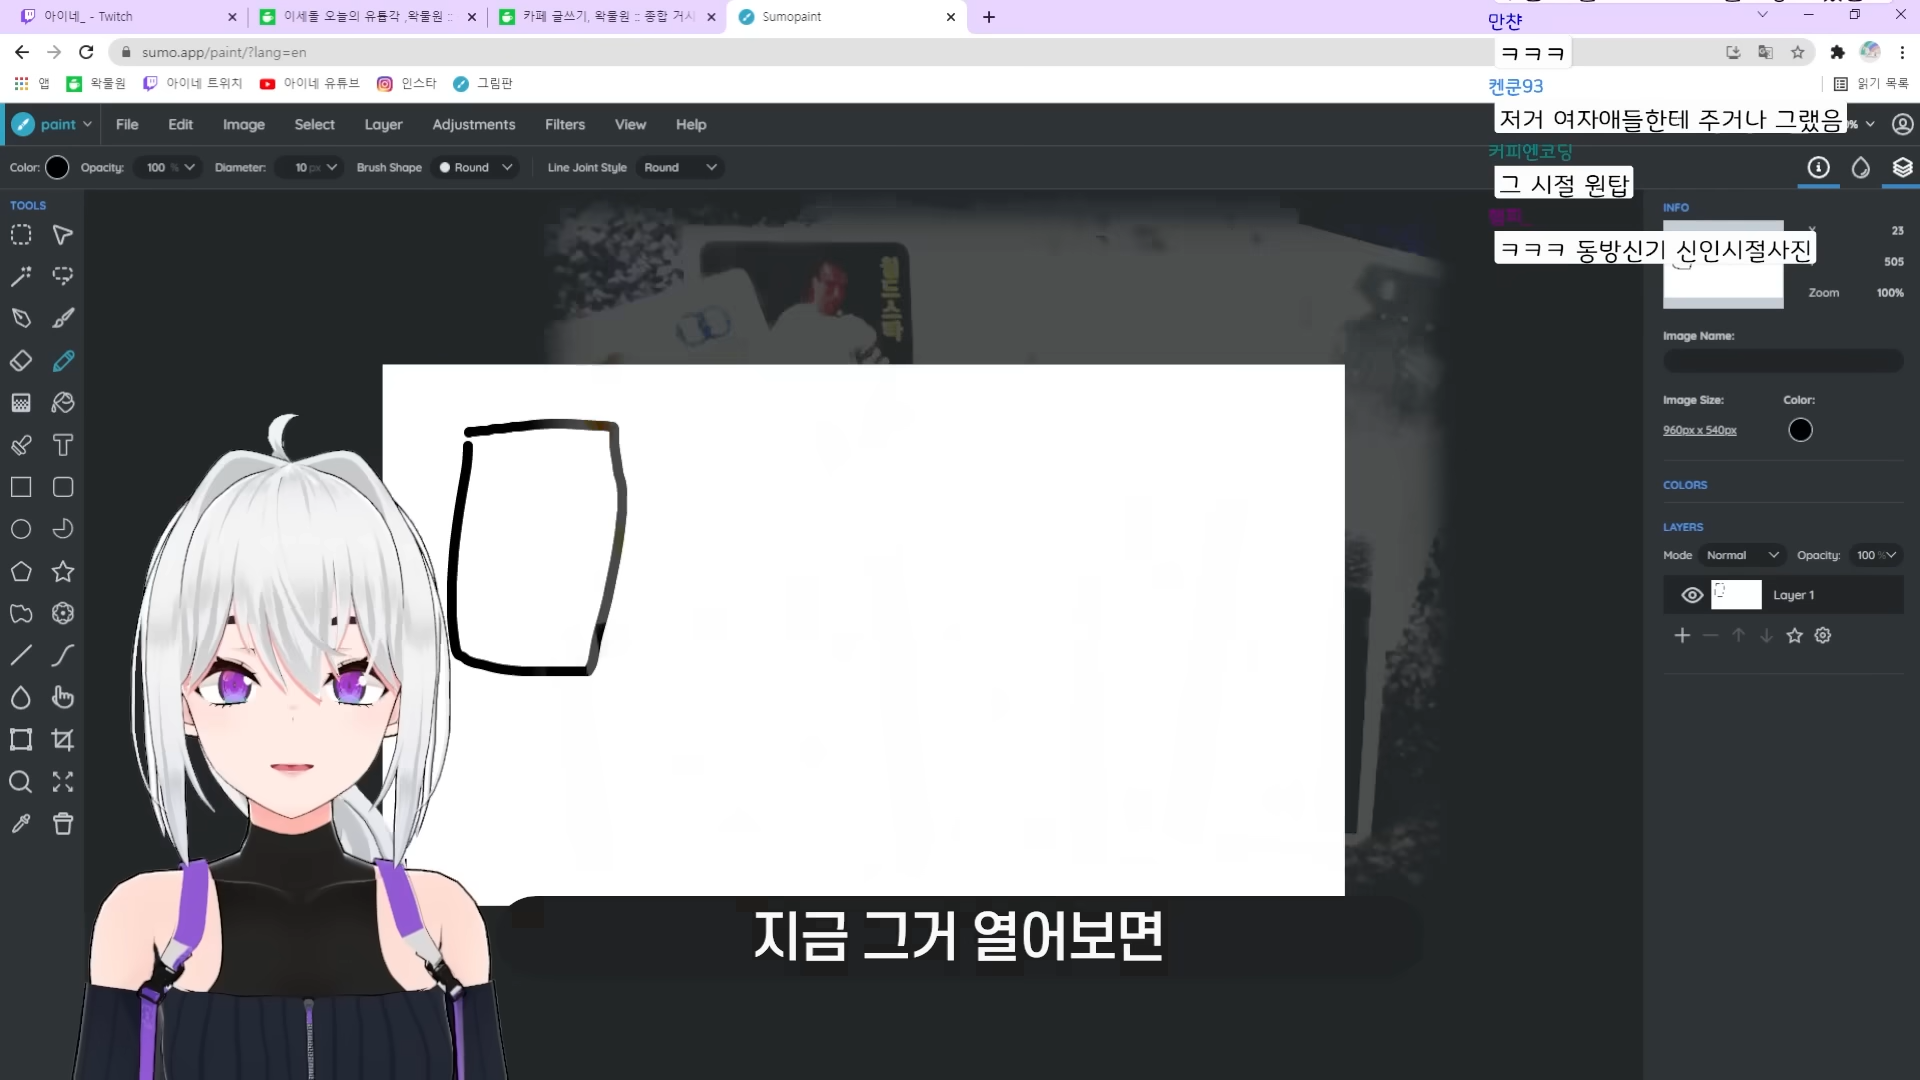 아이네_ - Twitch
이세돌 오늘의 유튭각 ,왁물원 ::
카페 글쓰기, 왁물원 :: 종합 거시
Sumopaint
만챤
sumo.app/paint/?lang=en
ㅋㅋㅋ
앱
왁물원
아이네 트위치
아이네 유튜브
인스타
그림판
켄쿤93
읽기 목록
paint
File
Edit
Image
Select
Layer
Adjustments
Filters
View
Help
저거 여자애들한테 주거나 그랬음
%
커피엔코딩
Color:
Opacity:
100 %
Diameter:
10 px
Brush Shape
Round
Line Joint Style
Round
그 시절 원탑
TOOLS
INFO
X
23
ㅋㅋㅋ 동방신기 신인시절사진
505
Zoom
100%
Image Name:
Image Size:
Color:
960px x 540px
COLORS
LAYERS
Mode
Normal
Opacity:
100 %
Layer 1
지금 그거 열어보면